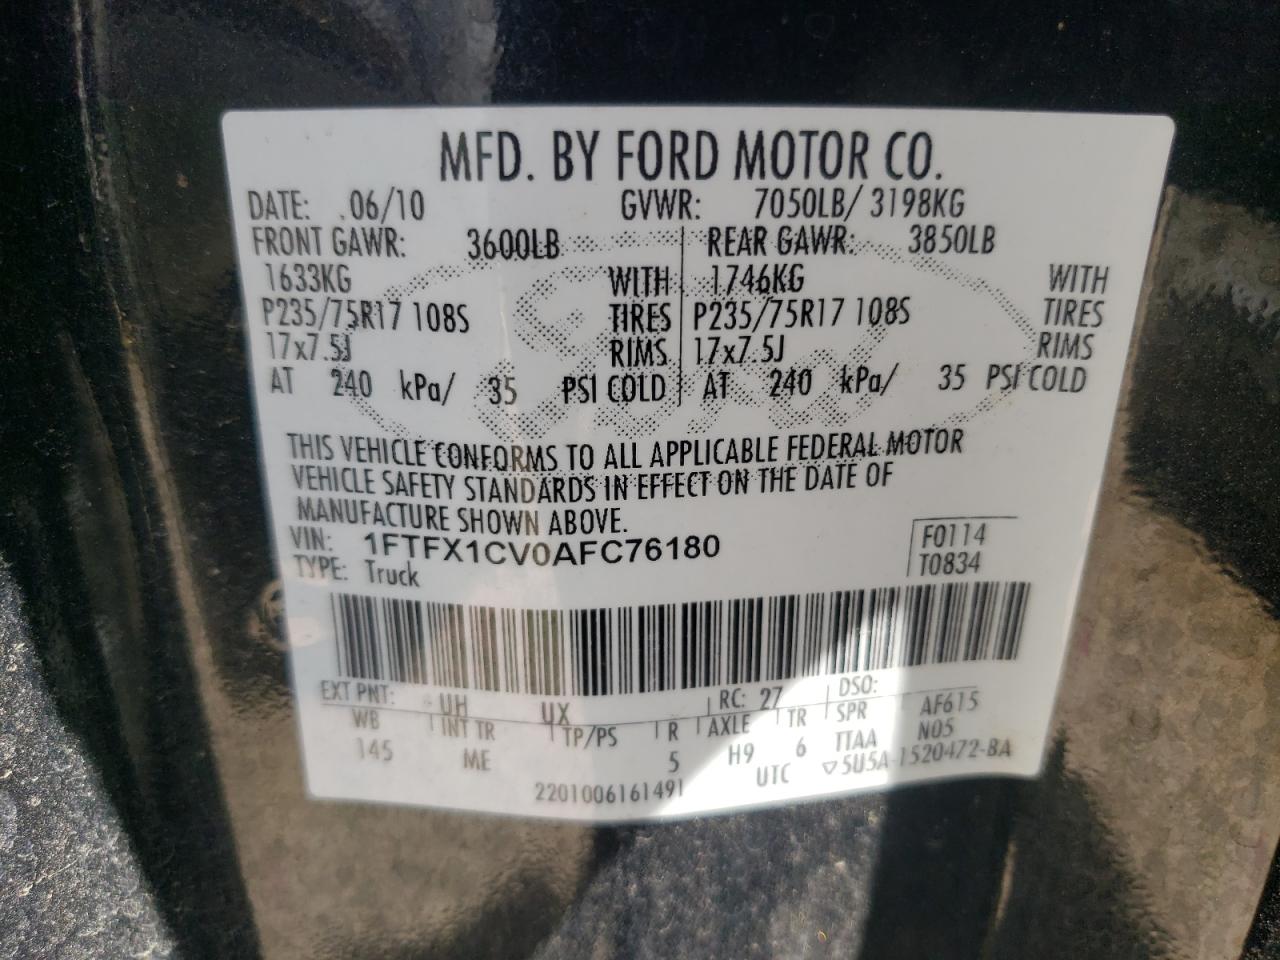 MFD. BY FORD MOTOR CO.
DATE: .06/10 GVWR: 7050LB/ 3198KG
FRONT GAWR: 3600LB REAR GAWR: 3850LB
1633KG WITH 1746KG WITH
P235/75R17 108S TIRES P235/75R17 108S TIRES
17x7.5J RIMS 17x7.5J RIMS
AT 240 kPa/ 35 PSI COLD AT 240 kPa/ 35 PSI COLD
THIS VEHICLE CONFORMS TO ALL APPLICABLE FEDERAL MOTOR
VEHICLE SAFETY STANDARDS IN EFFECT ON THE DATE OF
MANUFACTURE SHOWN ABOVE.
VIN: 1FTFX1CV0AFC76180 F0114
TYPE: Truck T0834
EXT PNT: UH UX RC: 27 DSO:
WB INT TR TP/PS R AXLE TR SPR AF615
145 ME 5 H9 6 TTAA N05
UTC ▽5U5A-1520472-BA
2201006161491